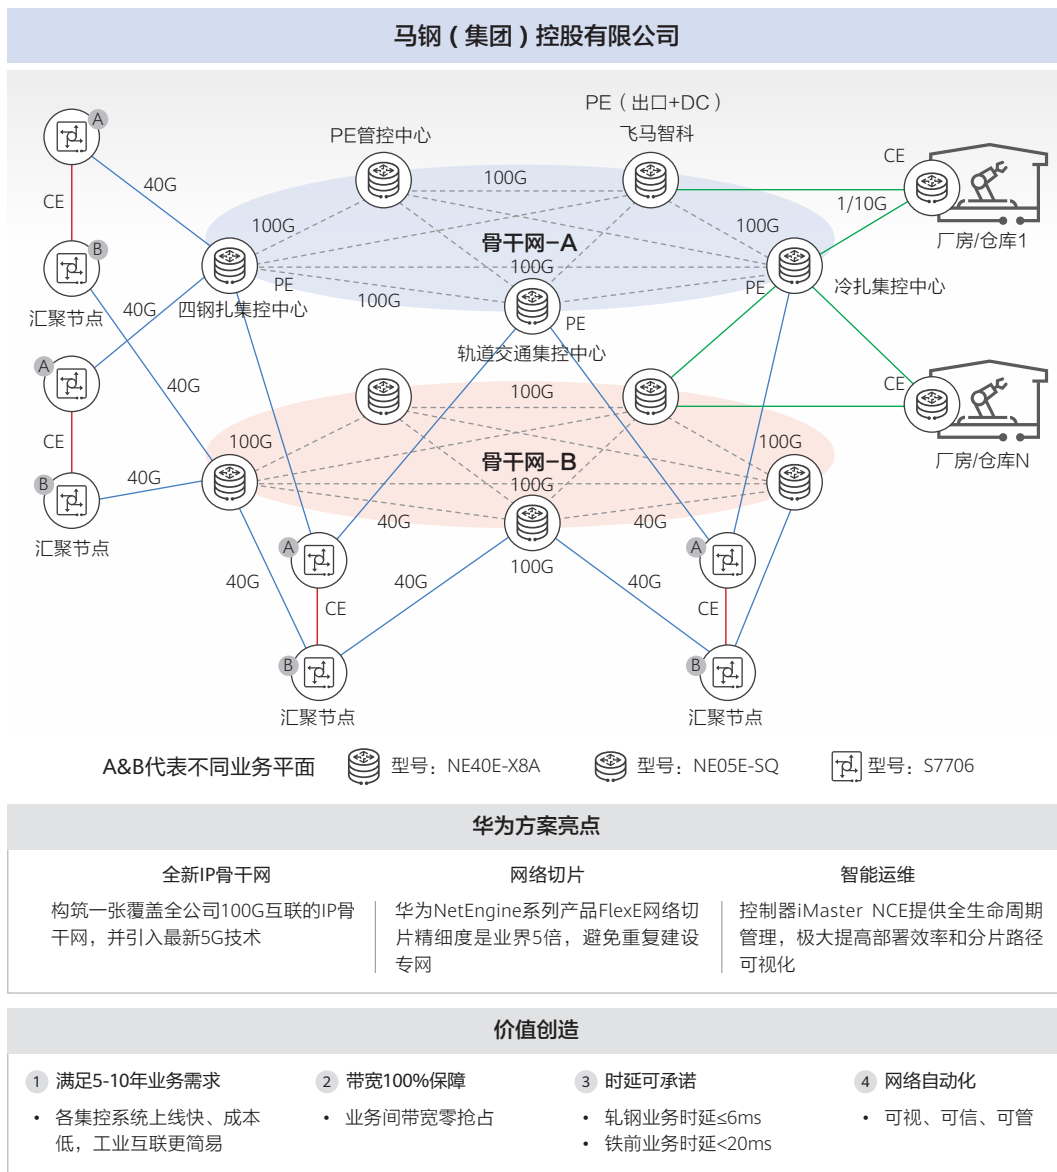 马钢（集团）控股有限公司
PE（出口+DC）
飞马智科
PE管控中心
A
CE
40G
100G
100G
CE
1/10G
厂房/仓库1
B
汇聚节点
40G
PE
四钢扎集控中心
100G
骨干网-A
100G
100G
PE
冷扎集控中心
PE
轨道交通集控中心
A
CE
40G
100G
100G
100G
CE
厂房/仓库N
B
40G
汇聚节点
骨干网-B
100G
40G
40G
100G
A
CE
40G
40G
40G
A
CE
B
汇聚节点
B
汇聚节点
A&B代表不同业务平面
型号：NE40E-X8A
型号：NE05E-SQ
型号：S7706
华为方案亮点
全新IP骨干网
构筑一张覆盖全公司100G互联的IP骨
干网，并引入最新5G技术
网络切片
华为NetEngine系列产品FlexE网络切
片精细度是业界5倍，避免重复建设
专网
智能运维
控制器iMaster NCE提供全生命周期
管理，极大提高部署效率和分片路径
可视化
价值创造
1 满足5-10年业务需求
• 各集控系统上线快、成本
低，工业互联更简易
2 带宽100%保障
• 业务间带宽零抢占
3 时延可承诺
• 轧钢业务时延≤6ms
• 铁前业务时延<20ms
4 网络自动化
• 可视、可信、可管